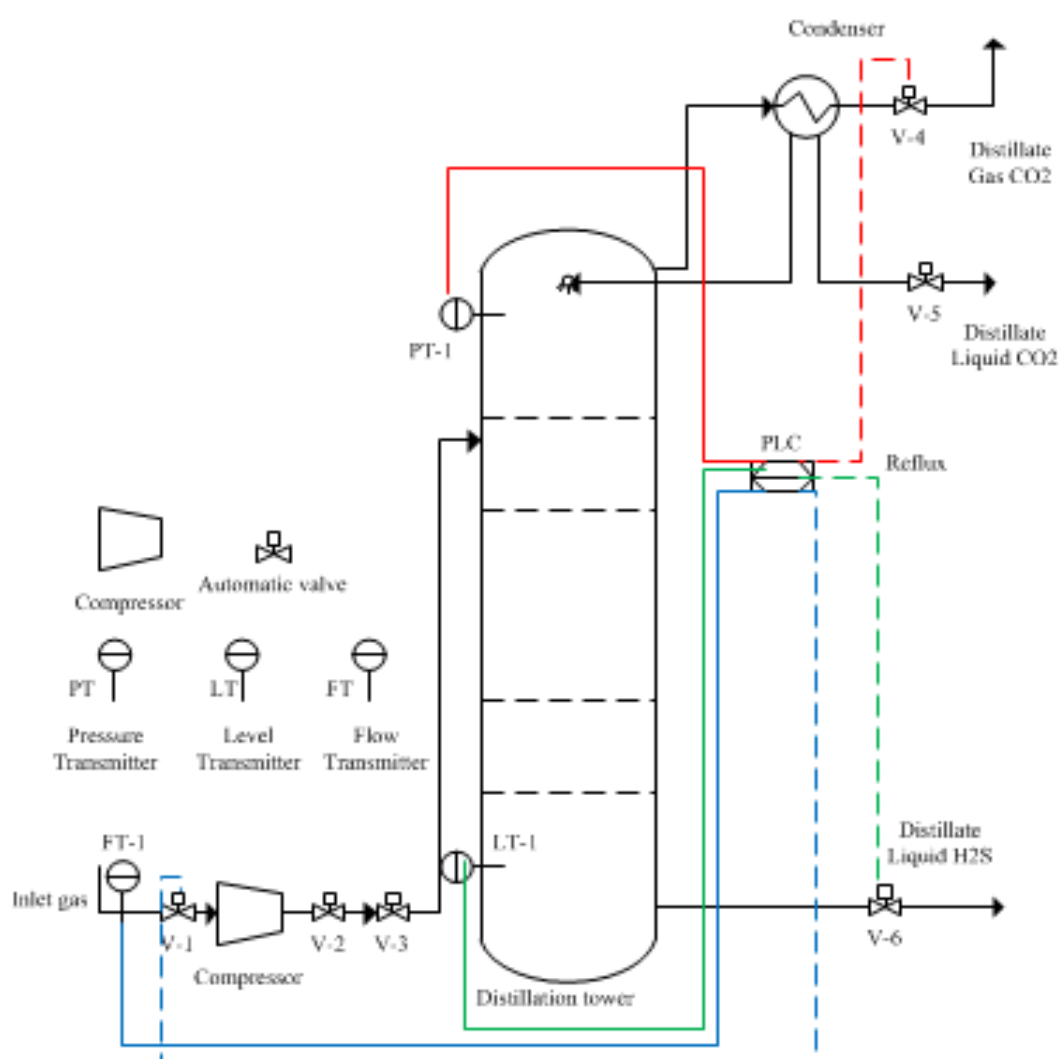 Condenser
V-4
Distillate
Gas CO2
V-5
Distillate
Liquid CO2
PT-1
PLC
Reflux
Compressor
Automatic valve
PT
LT
FT
Pressure
Transmitter
Level
Transmitter
Flow
Transmitter
FT-1
LT-1
Distillate
Liquid H2S
Inlet gas
V-1
V-2
V-3
V-6
Compressor
Distillation tower